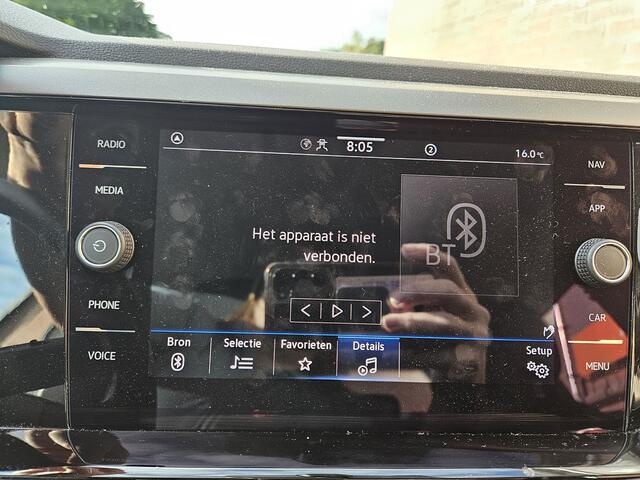 RADIO
8:05
2
16.0°C
NAV
MEDIA
APP
Het apparaat is niet
verbonden.
BT
PHONE
CAR
Bron
Selectie
Favorieten
Details
Setup
VOICE
MENU